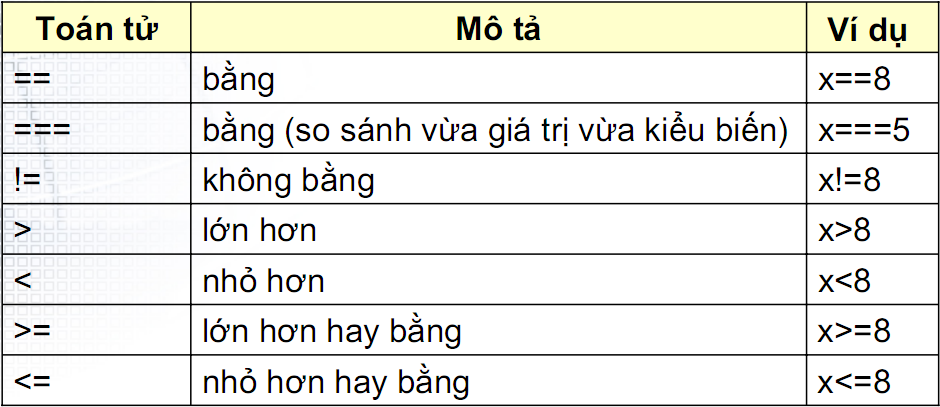 Toán tử Mô tả Ví dụ
== bằng x==8
=== bằng (so sánh vừa giá trị vừa kiểu biến) x===5
!= không bằng x!=8
> lớn hơn x>8
< nhỏ hơn x<8
>= lớn hơn hay bằng x>=8
<= nhỏ hơn hay bằng x<=8